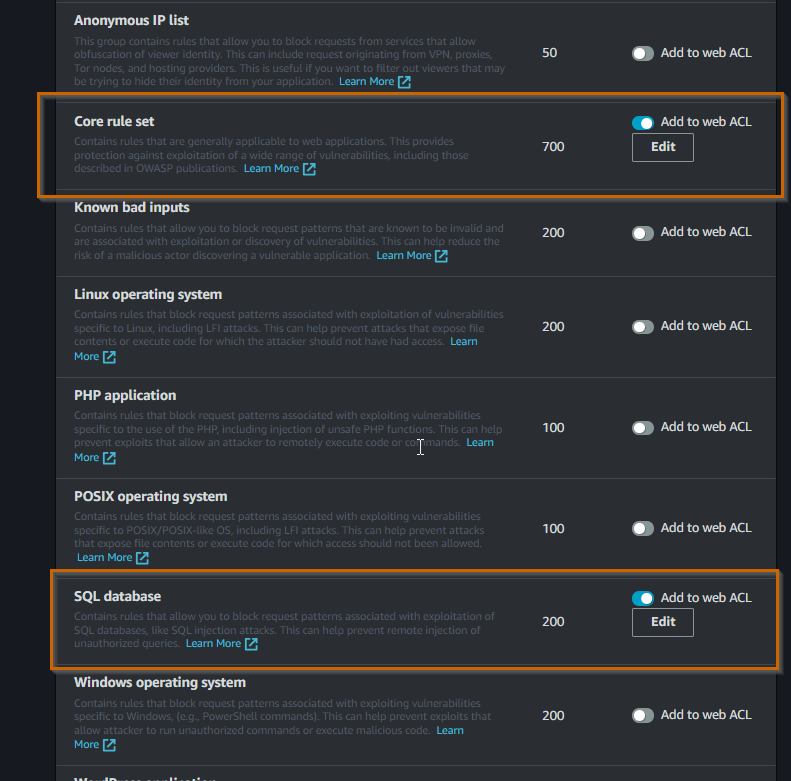 Anonymous IP list
This group contains rules that allow you to block requests from services that allow
obfuscation of viewer identity. This can include request originating from VPN, proxies,
Tor nodes, and hosting providers. This is useful if you want to filter out viewers that may
be trying to hide their identity from your application. Learn More
50
Add to web ACL
Core rule set
Contains rules that are generally applicable to web applications. This provides
protection against exploitation of a wide range of vulnerabilities, including those
described in OWASP publications. Learn More
700
Add to web ACL
Edit
Known bad inputs
Contains rules that allow you to block request patterns that are known to be invalid and
are associated with exploitation or discovery of vulnerabilities. This can help reduce the
risk of a malicious actor discovering a vulnerable application. Learn More
200
Add to web ACL
Linux operating system
Contains rules that block request patterns associated with exploitation of vulnerabilities
specific to Linux, including LFI attacks. This can help prevent attacks that expose file
contents or execute code for which the attacker should not have had access. Learn
More
200
Add to web ACL
PHP application
Contains rules that block request patterns associated with exploiting vulnerabilities
specific to the use of the PHP, including injection of unsafe PHP functions. This can help
prevent exploits that allow an attacker to remotely execute code or commands. Learn
More
100
Add to web ACL
POSIX operating system
Contains rules that block request patterns associated with exploiting vulnerabilities
specific to POSIX/POSIX-like OS, including LFI attacks. This can help prevent attacks
that expose file contents or execute code for which access should not been allowed.
Learn More
100
Add to web ACL
SQL database
Contains rules that allow you to block request patterns associated with exploitation of
SQL databases, like SQL injection attacks. This can help prevent remote injection of
unauthorized queries. Learn More
200
Add to web ACL
Edit
Windows operating system
Contains rules that block request patterns associated with exploiting vulnerabilities
specific to Windows, (e.g., PowerShell commands). This can help prevent exploits that
allow attacker to run unauthorized commands or execute malicious code. Learn
More
200
Add to web ACL
WordPress application